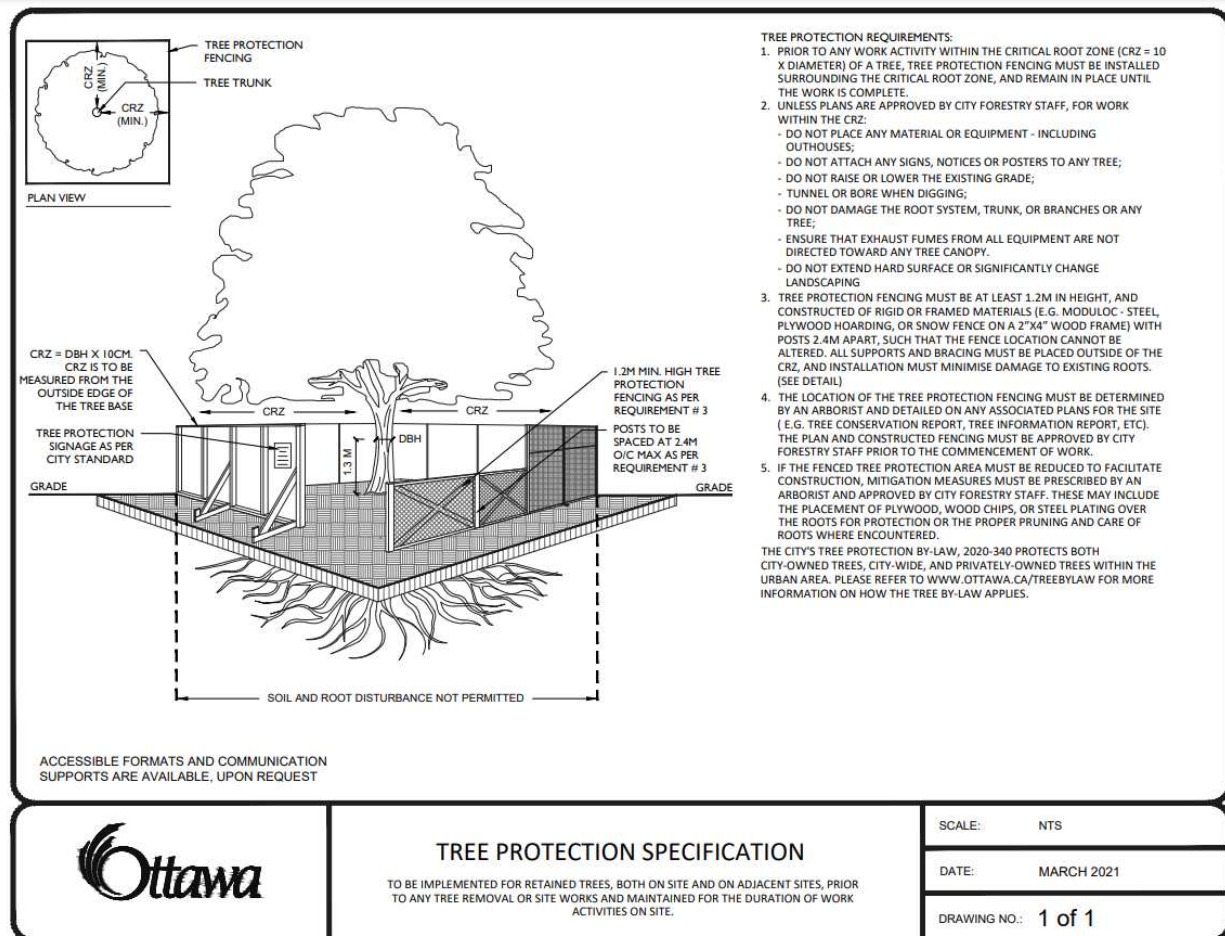 TREE PROTECTION
FENCING
TREE TRUNK
CRZ
(MIN.)
CRZ
(MIN.)
PLAN VIEW
CRZ = DBH X 10CM.
CRZ IS TO BE
MEASURED FROM THE
OUTSIDE EDGE OF
THE TREE BASE
TREE PROTECTION
SIGNAGE AS PER
CITY STANDARD
GRADE
CRZ
CRZ
DBH
1.3 M
1.2M MIN. HIGH TREE
PROTECTION
FENCING AS PER
REQUIREMENT # 3
POSTS TO BE
SPACED AT 2.4M
O/C MAX AS PER
REQUIREMENT # 3
GRADE
SOIL AND ROOT DISTURBANCE NOT PERMITTED
ACCESSIBLE FORMATS AND COMMUNICATION
SUPPORTS ARE AVAILABLE, UPON REQUEST
TREE PROTECTION REQUIREMENTS:
1. PRIOR TO ANY WORK ACTIVITY WITHIN THE CRITICAL ROOT ZONE (CRZ = 10
X DIAMETER) OF A TREE, TREE PROTECTION FENCING MUST BE INSTALLED
SURROUNDING THE CRITICAL ROOT ZONE, AND REMAIN IN PLACE UNTIL
THE WORK IS COMPLETE.
2. UNLESS PLANS ARE APPROVED BY CITY FORESTRY STAFF, FOR WORK
WITHIN THE CRZ:
- DO NOT PLACE ANY MATERIAL OR EQUIPMENT - INCLUDING
OUTHOUSES;
- DO NOT ATTACH ANY SIGNS, NOTICES OR POSTERS TO ANY TREE;
- DO NOT RAISE OR LOWER THE EXISTING GRADE;
- TUNNEL OR BORE WHEN DIGGING;
- DO NOT DAMAGE THE ROOT SYSTEM, TRUNK, OR BRANCHES OR ANY
TREE;
- ENSURE THAT EXHAUST FUMES FROM ALL EQUIPMENT ARE NOT
DIRECTED TOWARD ANY TREE CANOPY.
- DO NOT EXTEND HARD SURFACE OR SIGNIFICANTLY CHANGE
LANDSCAPING
3. TREE PROTECTION FENCING MUST BE AT LEAST 1.2M IN HEIGHT, AND
CONSTRUCTED OF RIGID OR FRAMED MATERIALS (E.G. MODULOC - STEEL,
PLYWOOD HOARDING, OR SNOW FENCE ON A 2"X4" WOOD FRAME) WITH
POSTS 2.4M APART, SUCH THAT THE FENCE LOCATION CANNOT BE
ALTERED. ALL SUPPORTS AND BRACING MUST BE PLACED OUTSIDE OF THE
CRZ, AND INSTALLATION MUST MINIMISE DAMAGE TO EXISTING ROOTS.
(SEE DETAIL)
4. THE LOCATION OF THE TREE PROTECTION FENCING MUST BE DETERMINED
BY AN ARBORIST AND DETAILED ON ANY ASSOCIATED PLANS FOR THE SITE
( E.G. TREE CONSERVATION REPORT, TREE INFORMATION REPORT, ETC).
THE PLAN AND CONSTRUCTED FENCING MUST BE APPROVED BY CITY
FORESTRY STAFF PRIOR TO THE COMMENCEMENT OF WORK.
5. IF THE FENCED TREE PROTECTION AREA MUST BE REDUCED TO FACILITATE
CONSTRUCTION, MITIGATION MEASURES MUST BE PRESCRIBED BY AN
ARBORIST AND APPROVED BY CITY FORESTRY STAFF. THESE MAY INCLUDE
THE PLACEMENT OF PLYWOOD, WOOD CHIPS, OR STEEL PLATING OVER
THE ROOTS FOR PROTECTION OR THE PROPER PRUNING AND CARE OF
ROOTS WHERE ENCOUNTERED.
THE CITY'S TREE PROTECTION BY-LAW, 2020-340 PROTECTS BOTH
CITY-OWNED TREES, CITY-WIDE, AND PRIVATELY-OWNED TREES WITHIN THE
URBAN AREA. PLEASE REFER TO WWW.OTTAWA.CA/TREEBYLAW FOR MORE
INFORMATION ON HOW THE TREE BY-LAW APPLIES.
Ottawa
TREE PROTECTION SPECIFICATION
TO BE IMPLEMENTED FOR RETAINED TREES, BOTH ON SITE AND ON ADJACENT SITES, PRIOR
TO ANY TREE REMOVAL OR SITE WORKS AND MAINTAINED FOR THE DURATION OF WORK
ACTIVITIES ON SITE.
SCALE: NTS
DATE: MARCH 2021
DRAWING NO.: 1 of 1